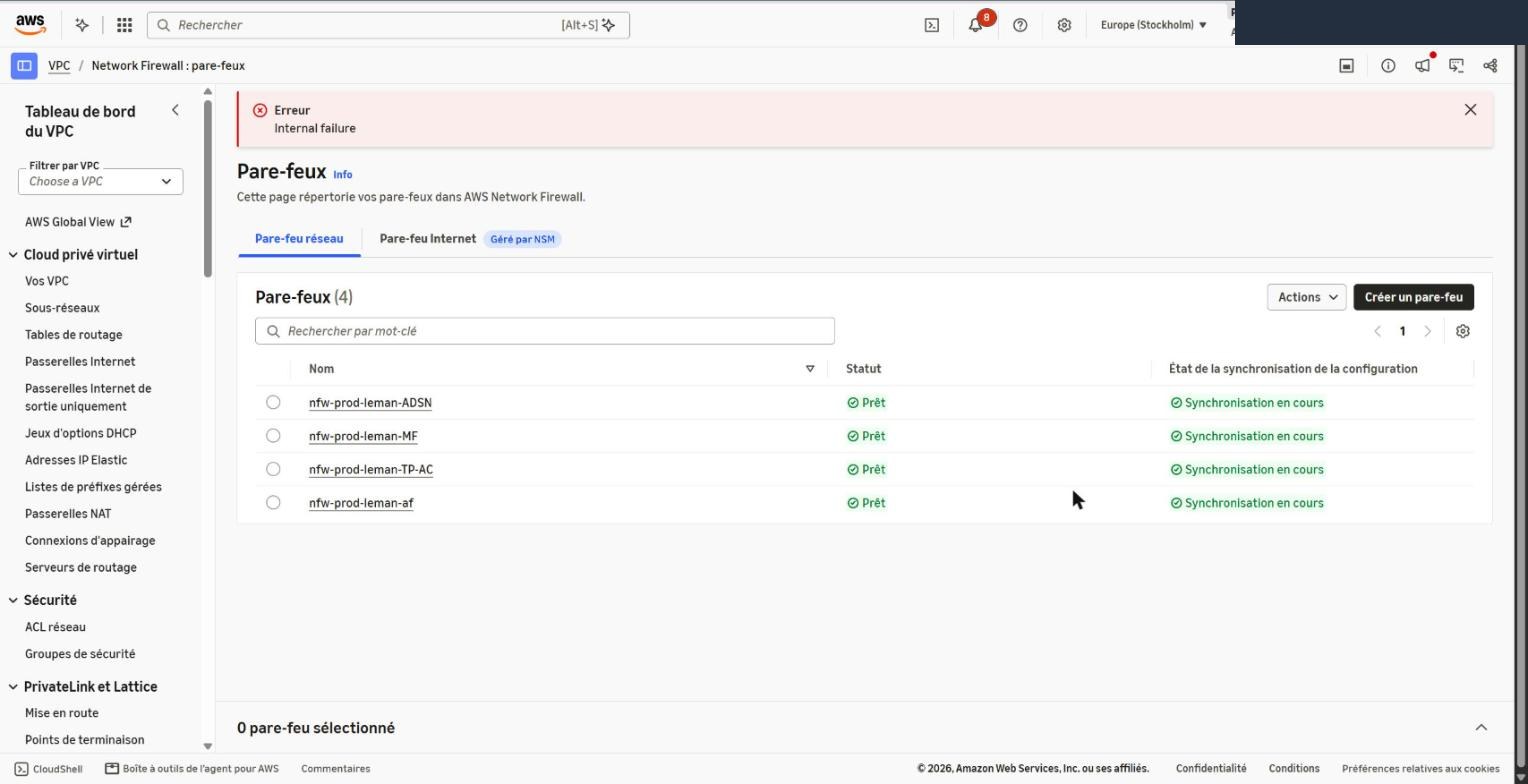 aws
Rechercher
[Alt+S]
8
Europe (Stockholm)
VPC / Network Firewall : pare-feux
Tableau de bord
du VPC
Filtrer par VPC
Choose a VPC
AWS Global View
Cloud privé virtuel
Vos VPC
Sous-réseaux
Tables de routage
Passerelles Internet
Passerelles Internet de
sortie uniquement
Jeux d'options DHCP
Adresses IP Elastic
Listes de préfixes gérées
Passerelles NAT
Connexions d'appairage
Serveurs de routage
Sécurité
ACL réseau
Groupes de sécurité
PrivateLink et Lattice
Mise en route
Points de terminaison
Erreur
Internal failure
Pare-feux Info
Cette page répertorie vos pare-feux dans AWS Network Firewall.
Pare-feu réseau
Pare-feu Internet Géré par NSM
Pare-feux (4)
Actions
Créer un pare-feu
Rechercher par mot-clé
1
Nom Statut État de la synchronisation de la configuration
nfw-prod-leman-ADSN Prêt Synchronisation en cours
nfw-prod-leman-MF Prêt Synchronisation en cours
nfw-prod-leman-TP-AC Prêt Synchronisation en cours
nfw-prod-leman-af Prêt Synchronisation en cours
0 pare-feu sélectionné
CloudShell Boîte à outils de l'agent pour AWS Commentaires © 2026, Amazon Web Services, Inc. ou ses affiliés. Confidentialité Conditions Préférences relatives aux cookies